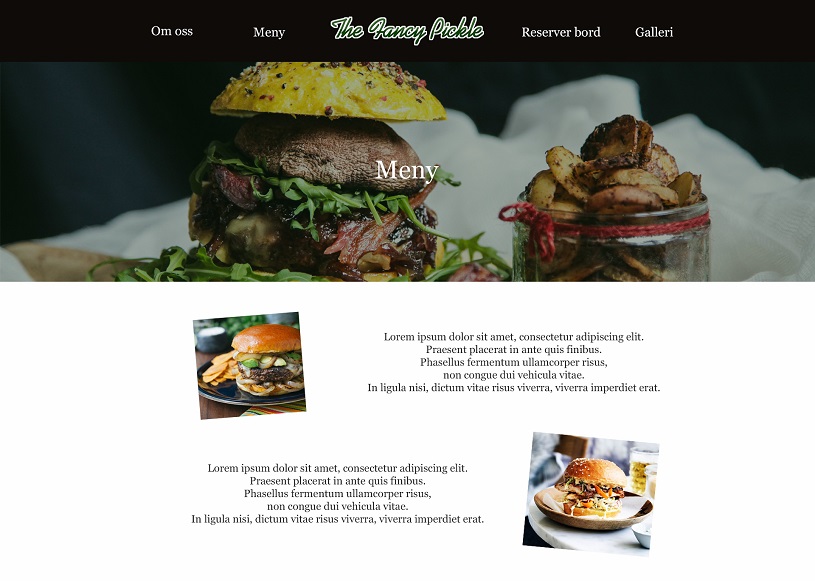 Om oss
Meny
The Fancy Pickle
Reserver bord
Galleri
Meny
Lorem ipsum dolor sit amet, consectetur adipiscing elit.
Praesent placerat in ante quis finibus.
Phasellus fermentum ullamcorper risus,
non congue dui vehicula vitae.
In ligula nisi, dictum vitae risus viverra, viverra imperdiet erat.
Lorem ipsum dolor sit amet, consectetur adipiscing elit.
Praesent placerat in ante quis finibus.
Phasellus fermentum ullamcorper risus,
non congue dui vehicula vitae.
In ligula nisi, dictum vitae risus viverra, viverra imperdiet erat.